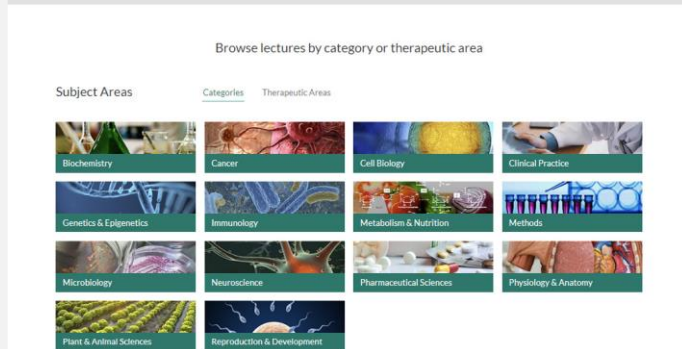 Browse lectures by category or therapeutic area
Subject Areas
Categories Therapeutic Areas
Biochemistry
Cancer
Cell Biology
Clinical Practice
Genetics & Epigenetics
Immunology
Metabolism & Nutrition
Methods
Microbiology
Neuroscience
Pharmaceutical Sciences
Physiology & Anatomy
Plant & Animal Sciences
Reproduction & Development